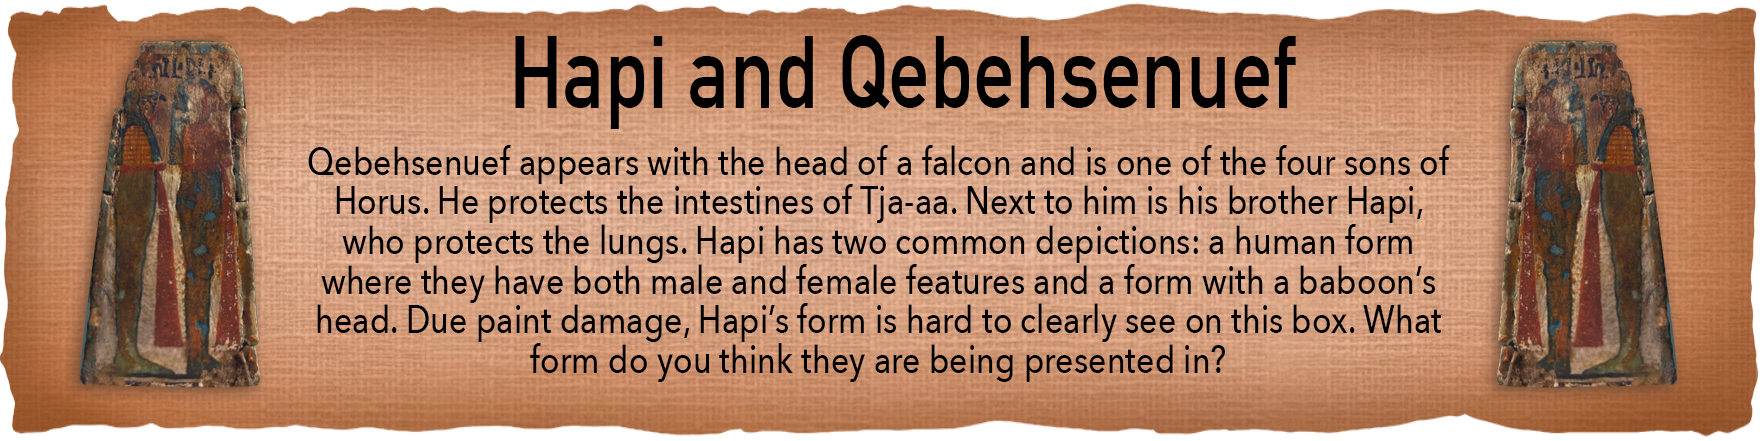 Hapi and Qebehsenuef
Qebehsenuef appears with the head of a falcon and is one of the four sons of
Horus. He protects the intestines of Tja-aa. Next to him is his brother Hapi,
who protects the lungs. Hapi has two common depictions: a human form
where they have both male and female features and a form with a baboon’s
head. Due paint damage, Hapi’s form is hard to clearly see on this box. What
form do you think they are being presented in?